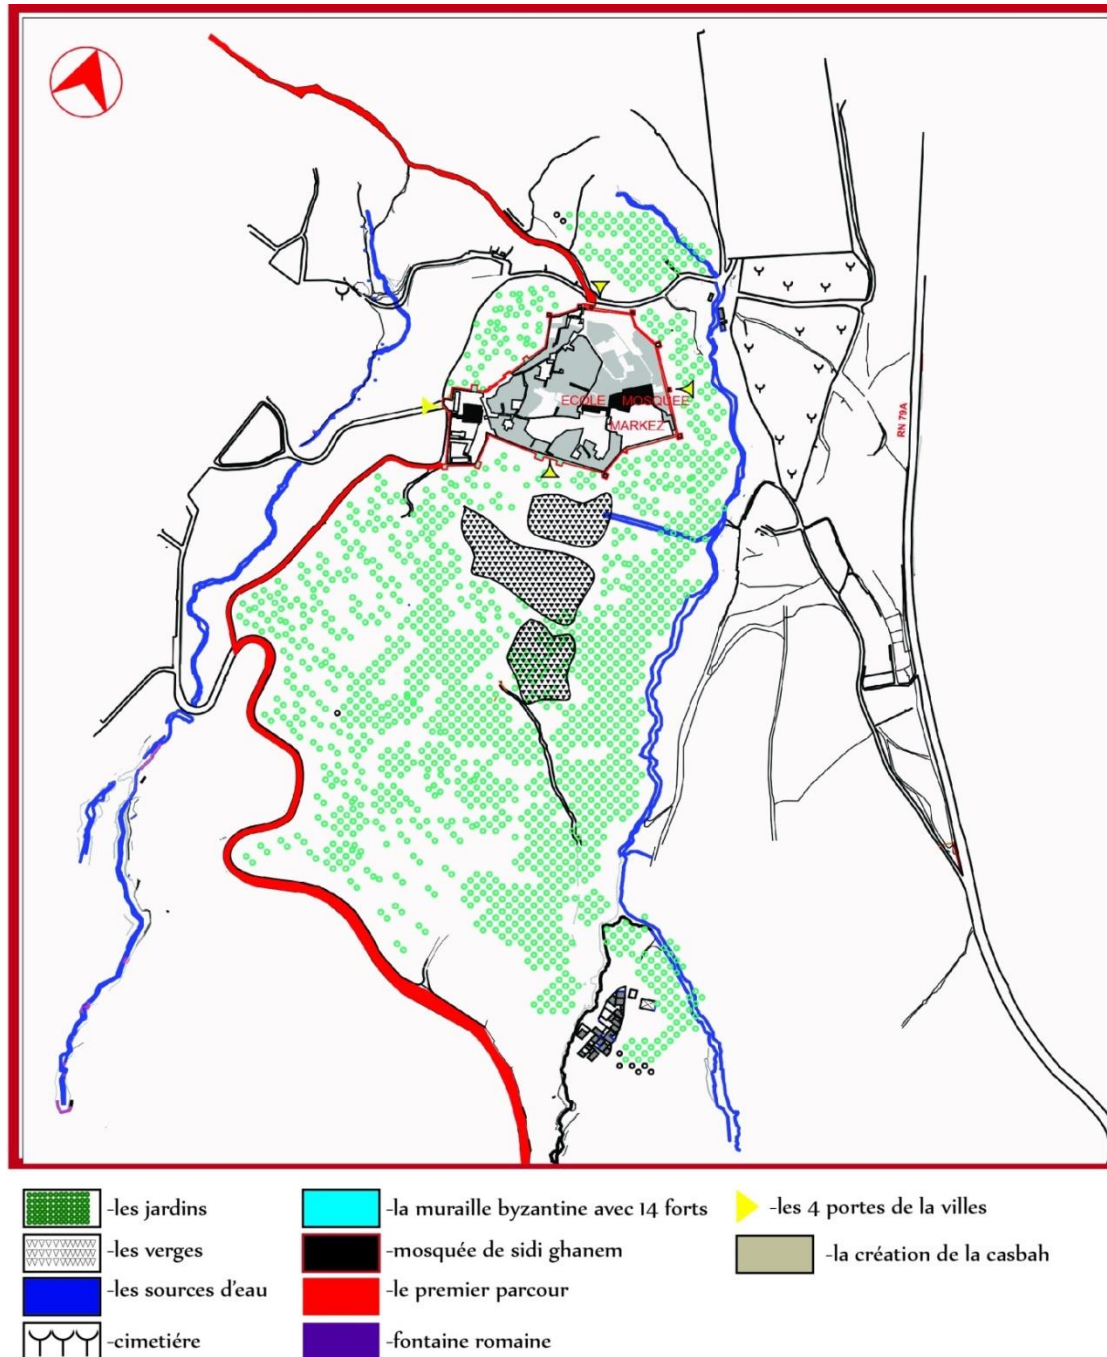 ECOLE MOSQUEE
MARKEZ
RN 79A
-les jardins
-les verges
-les sources d'eau
-cimetiére
-la muraille byzantine avec 14 forts
-mosquée de sidi ghanem
-le premier parcour
-fontaine romaine
-les 4 portes de la villes
-la création de la casbah